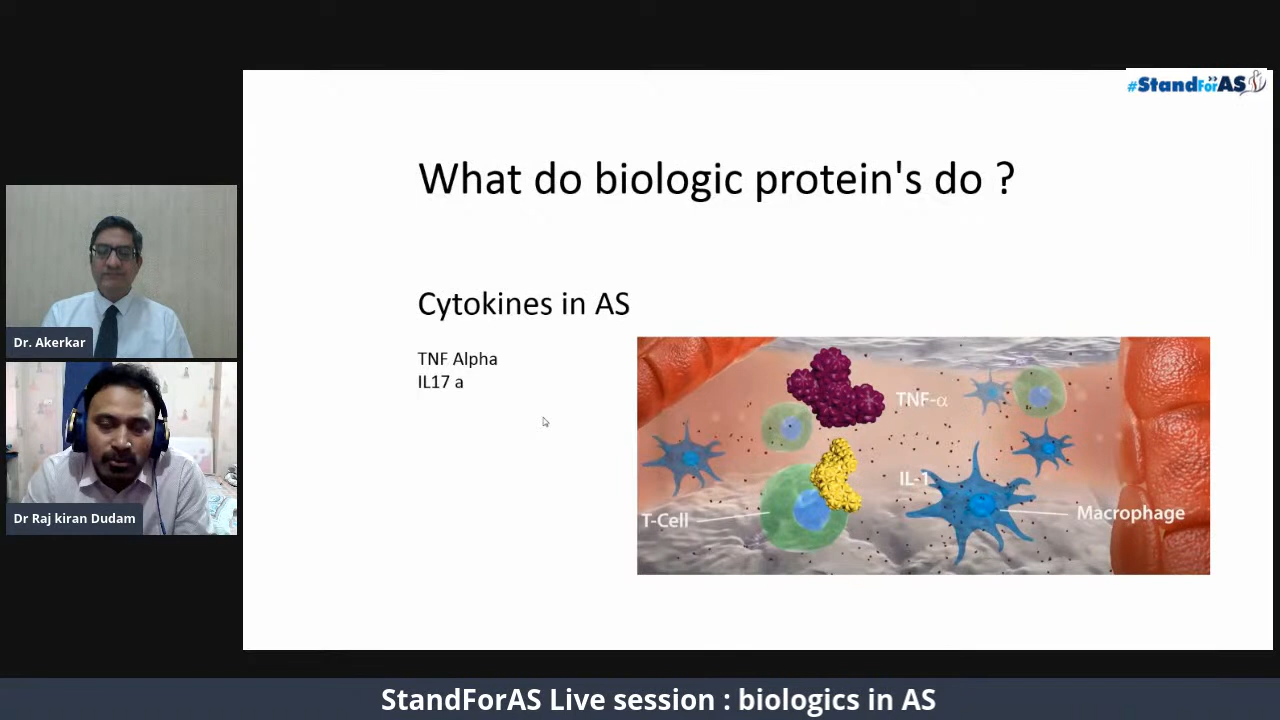 #StandForAS
What do biologic protein's do ?
Cytokines in AS
TNF Alpha
IL17 a
TNF-α
IL-1
T-Cell
Macrophage
Dr. Akerkar
Dr Raj kiran Dudam
StandForAS Live session : biologics in AS